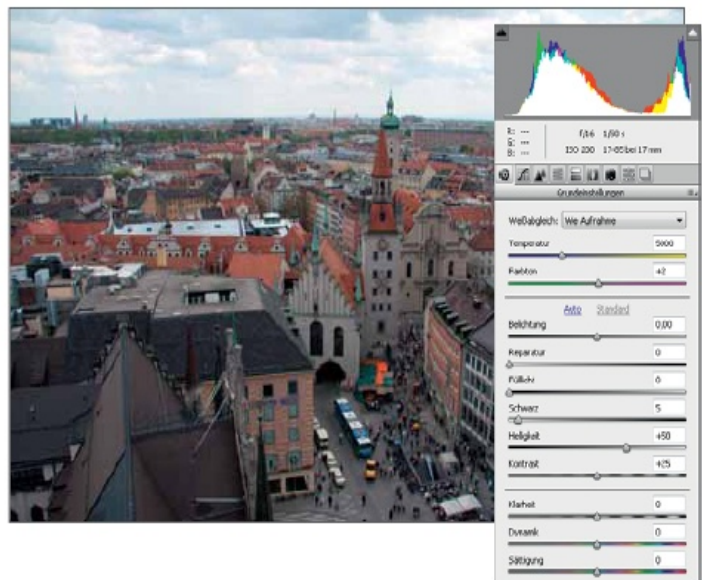 R: ---
G: ---
B: ---
f/16 1/80 s
ISO 200 17-85 bei 17 mm
Grundeinstellungen
Weißabgleich: Wie Aufnahme
Temperatur 5000
Farbton +2
Auto Standard
Belichtung 0,00
Reparatur 0
Fülllicht 0
Schwarz 5
Helligkeit +50
Kontrast +25
Klarheit 0
Dynamik 0
Sättigung 0